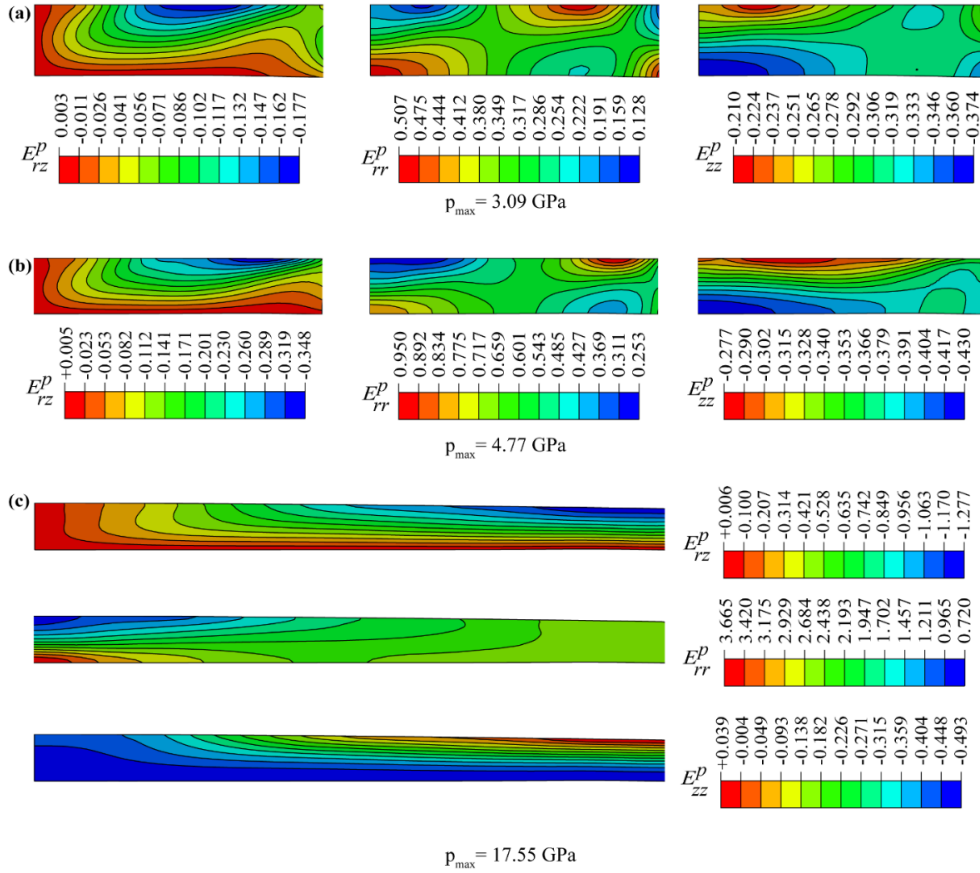 (a)
0.003 -0.011 -0.026 -0.041 -0.056 -0.071 -0.086 -0.102 -0.117 -0.132 -0.147 -0.162 -0.177
E^p_rz
0.507 0.475 0.444 0.412 0.380 0.349 0.317 0.286 0.254 0.222 0.191 0.159 0.128
E^p_rr
-0.210 -0.224 -0.237 -0.251 -0.265 -0.278 -0.292 -0.306 -0.319 -0.333 -0.346 -0.360 -0.374
E^p_zz
p_max= 3.09 GPa
(b)
+0.005 -0.023 -0.053 -0.082 -0.112 -0.141 -0.171 -0.201 -0.230 -0.260 -0.289 -0.319 -0.348
E^p_rz
0.950 0.892 0.834 0.775 0.717 0.659 0.601 0.543 0.485 0.427 0.369 0.311 0.253
E^p_rr
-0.277 -0.290 -0.302 -0.315 -0.328 -0.340 -0.353 -0.366 -0.379 -0.391 -0.404 -0.417 -0.430
E^p_zz
p_max= 4.77 GPa
(c)
+0.006 -0.100 -0.207 -0.314 -0.421 -0.528 -0.635 -0.742 -0.849 -0.956 -1.063 -1.170 -1.277
E^p_rz
3.665 3.420 3.175 2.929 2.684 2.438 2.193 1.947 1.702 1.457 1.211 0.965 0.720
E^p_rr
+0.039 -0.004 -0.049 -0.093 -0.138 -0.182 -0.226 -0.271 -0.315 -0.359 -0.404 -0.448 -0.493
E^p_zz
p_max= 17.55 GPa